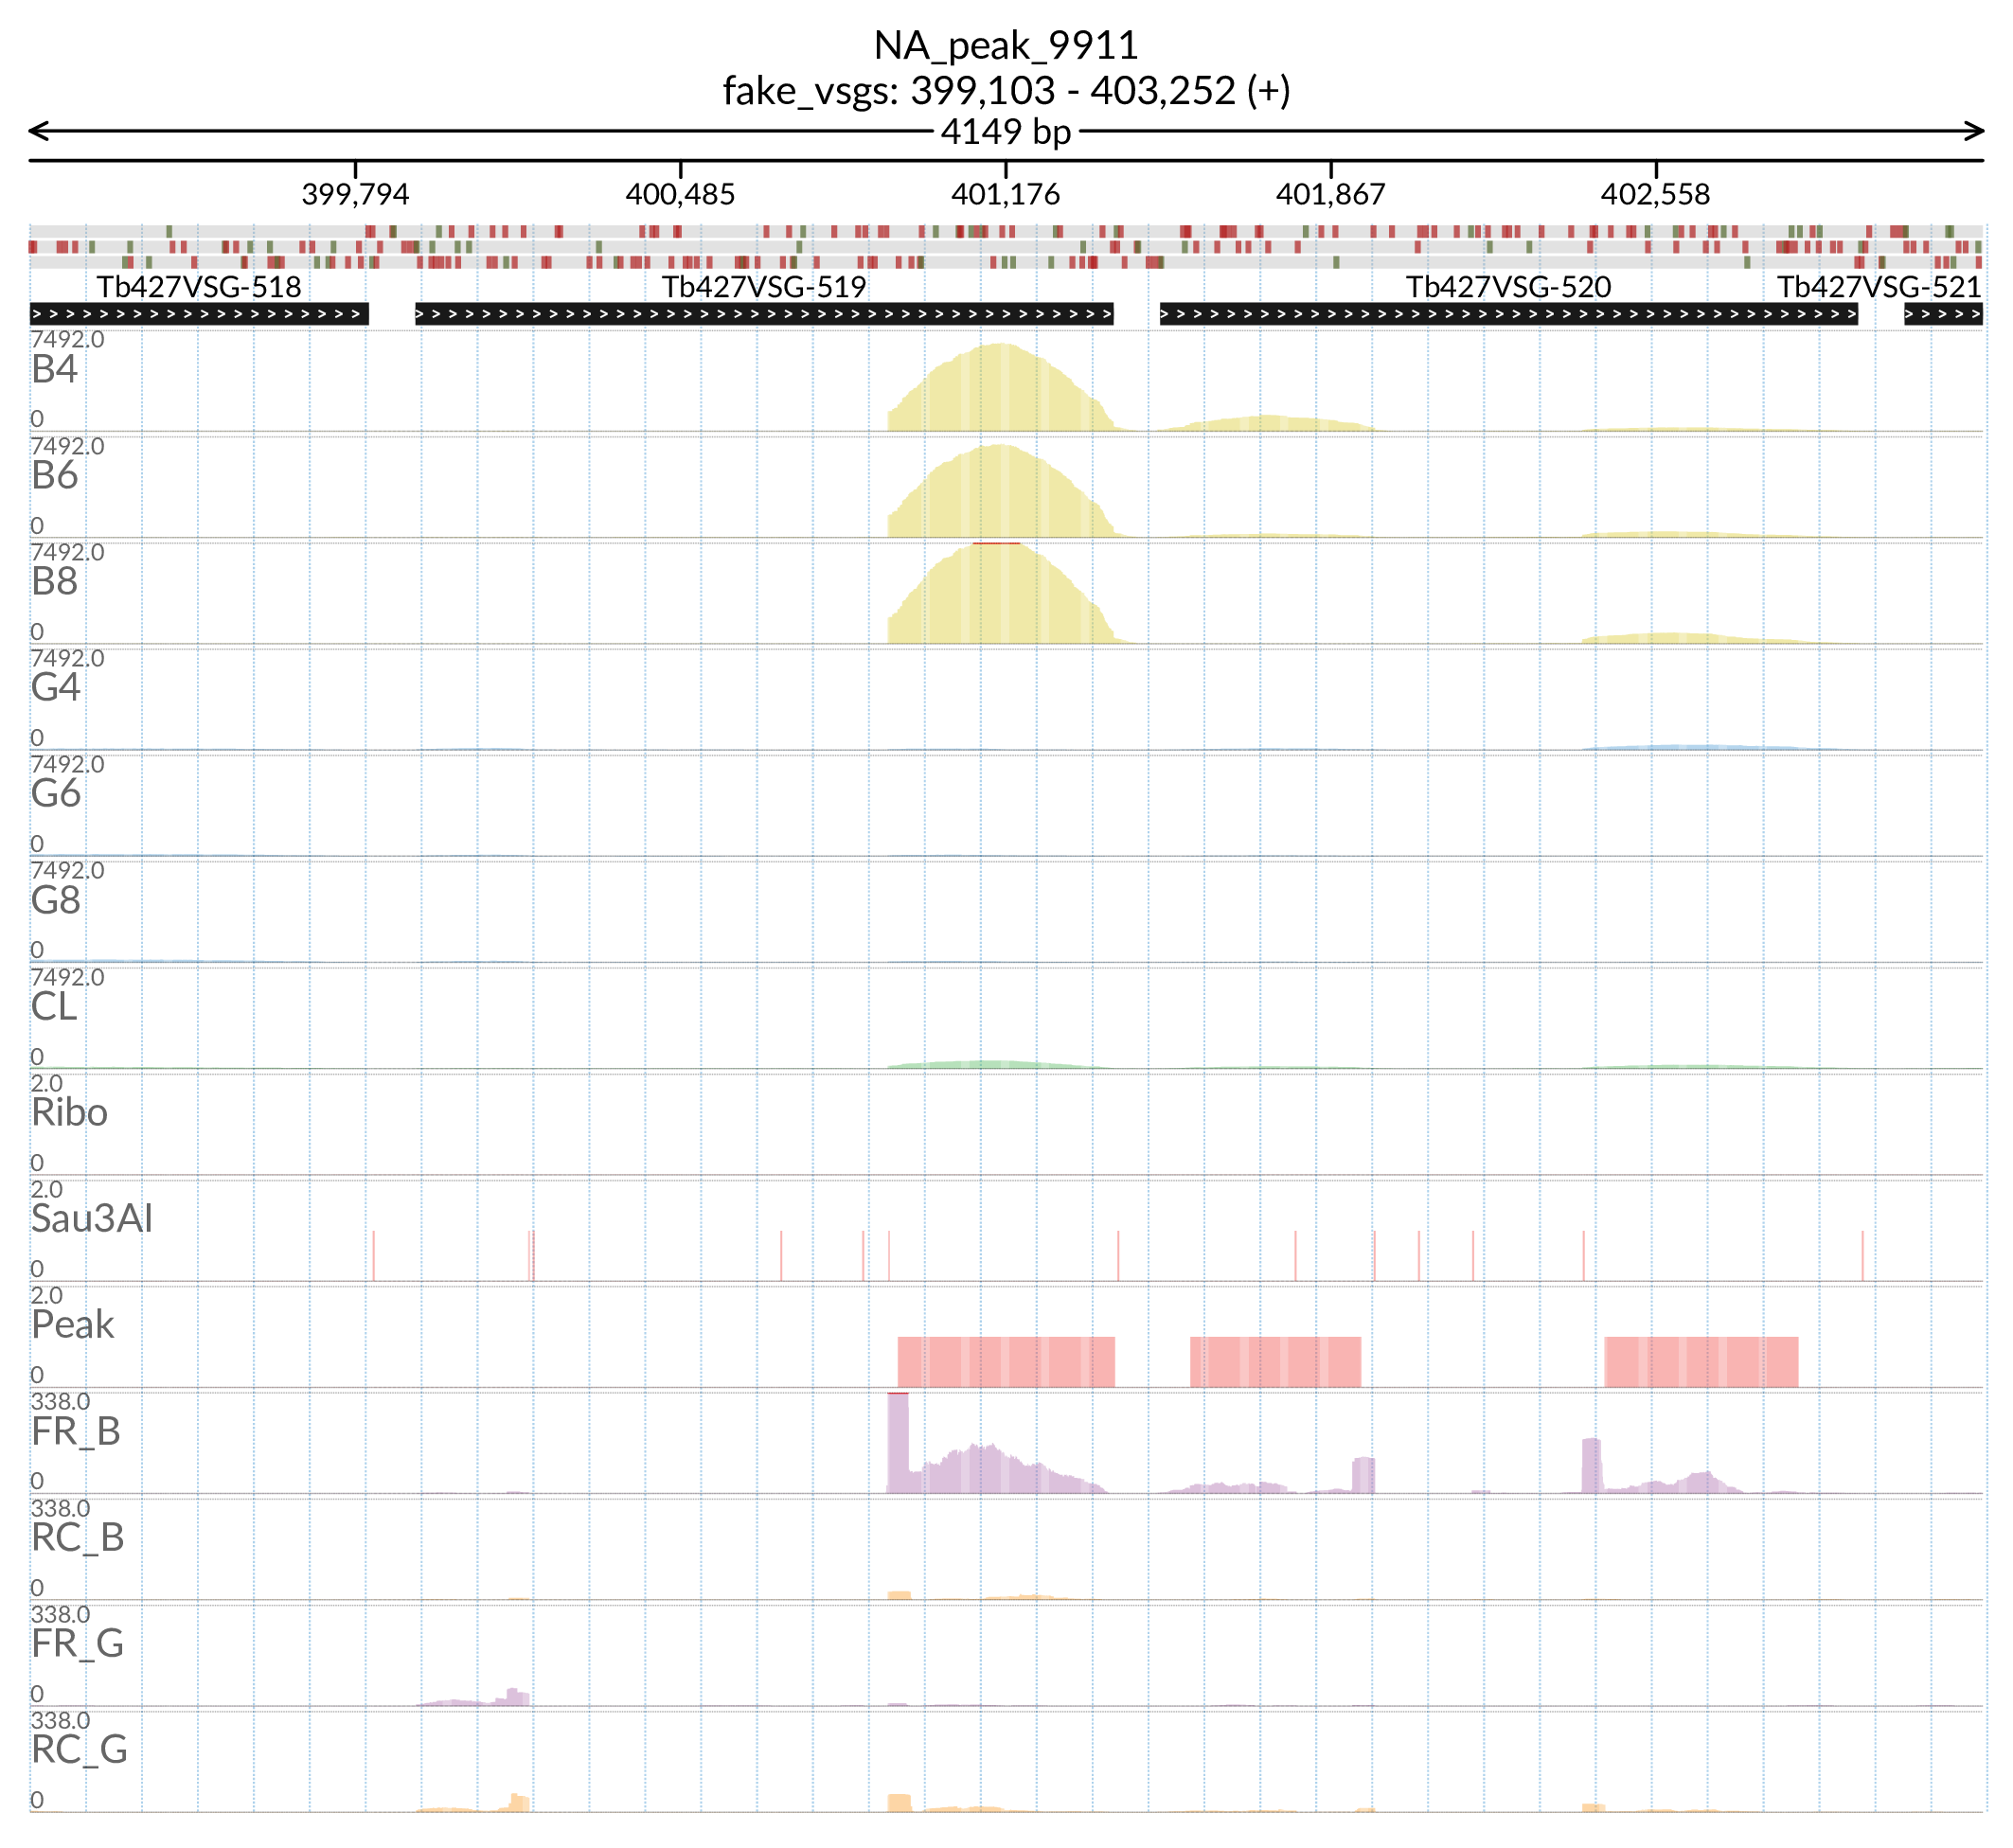 NA_peak_9911
fake_vsgs: 399,103 - 403,252 (+)
4149 bp
399,794 400,485 401,176 401,867 402,558
Tb427VSG-518 Tb427VSG-519 Tb427VSG-520 Tb427VSG-521
7492.0
B4
0
7492.0
B6
0
7492.0
B8
0
7492.0
G4
0
7492.0
G6
0
7492.0
G8
0
7492.0
CL
0
2.0
Ribo
0
2.0
Sau3AI
0
2.0
Peak
0
338.0
FR_B
0
338.0
RC_B
0
338.0
FR_G
0
338.0
RC_G
0